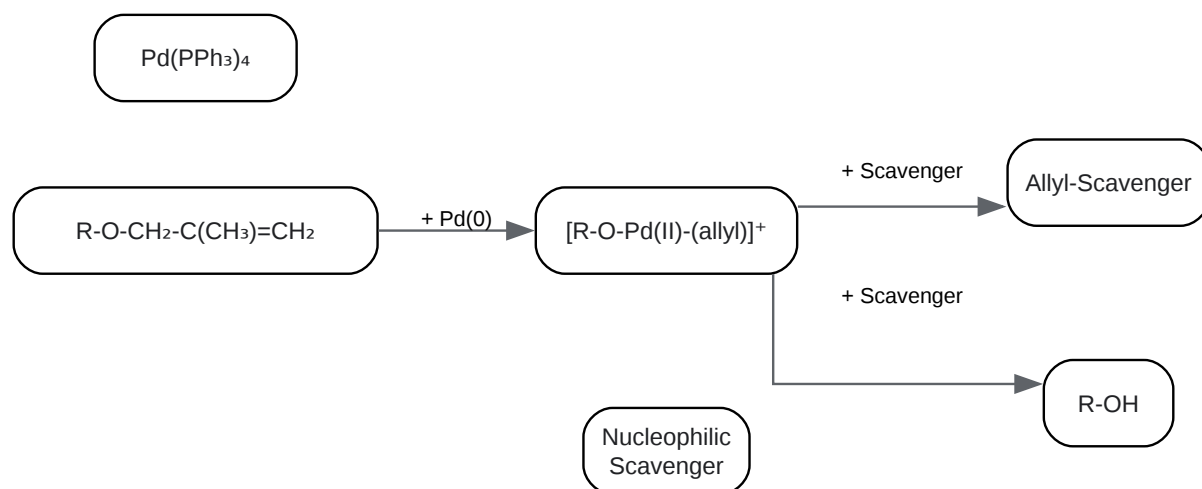 Pd(PPh₃)₄
+ Scavenger
Allyl-Scavenger
R-O-CH₂-C(CH₃)=CH₂
+ Pd(0)
[R-O-Pd(II)-(allyl)]⁺
+ Scavenger
R-OH
Nucleophilic
Scavenger